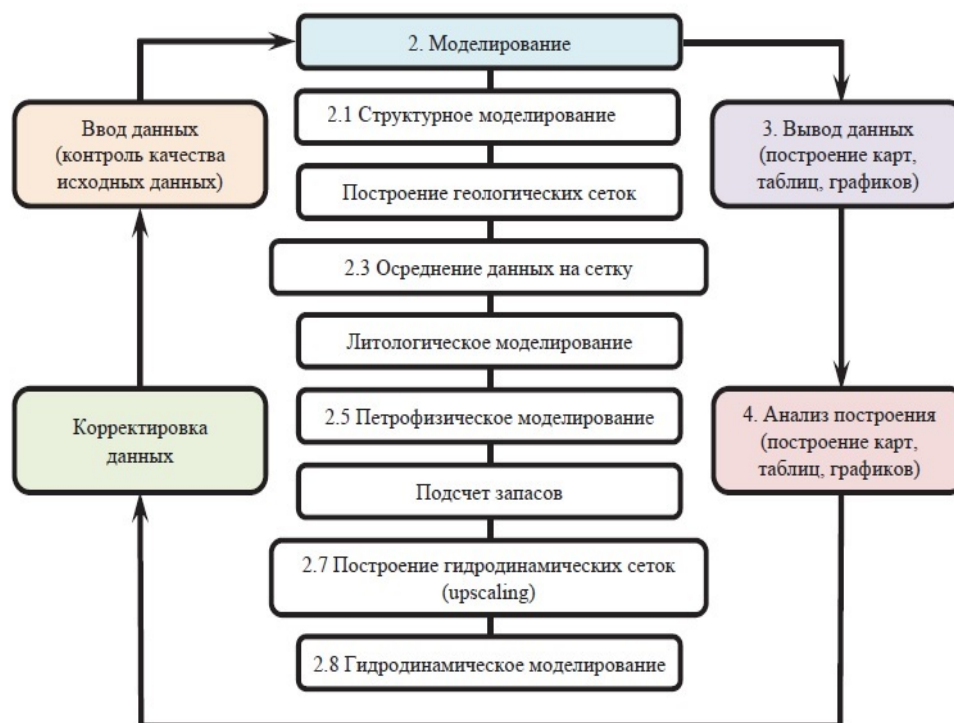 2. Моделирование
Ввод данных
(контроль качества
исходных данных)
2.1 Структурное моделирование
3. Вывод данных
(построение карт,
таблиц, графиков)
Построение геологических сеток
2.3 Осреднение данных на сетку
Литологическое моделирование
Корректировка
данных
2.5 Петрофизическое моделирование
4. Анализ построения
(построение карт,
таблиц, графиков)
Подсчет запасов
2.7 Построение гидродинамических сеток
(upscaling)
2.8 Гидродинамическое моделирование